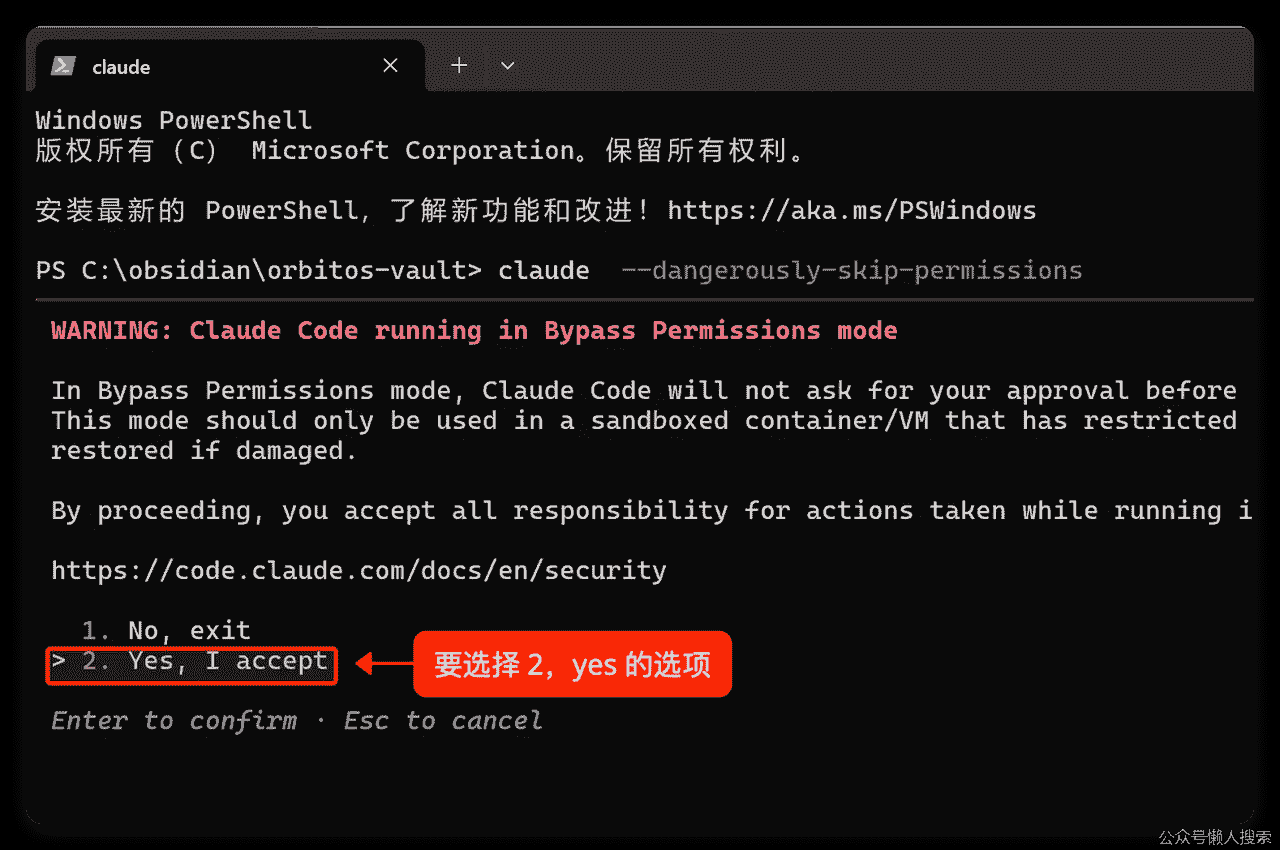 claude
Windows PowerShell
版权所有 (C) Microsoft Corporation。保留所有权利。
安装最新的 PowerShell，了解新功能和改进！https://aka.ms/PSWindows
PS C:\obsidian\orbitos-vault> claude --dangerously-skip-permissions
WARNING: Claude Code running in Bypass Permissions mode
In Bypass Permissions mode, Claude Code will not ask for your approval before
This mode should only be used in a sandboxed container/VM that has restricted
restored if damaged.
By proceeding, you accept all responsibility for actions taken while running i
https://code.claude.com/docs/en/security
1. No, exit
> 2. Yes, I accept
要选择 2，yes 的选项
Enter to confirm · Esc to cancel
公众号懒人搜索